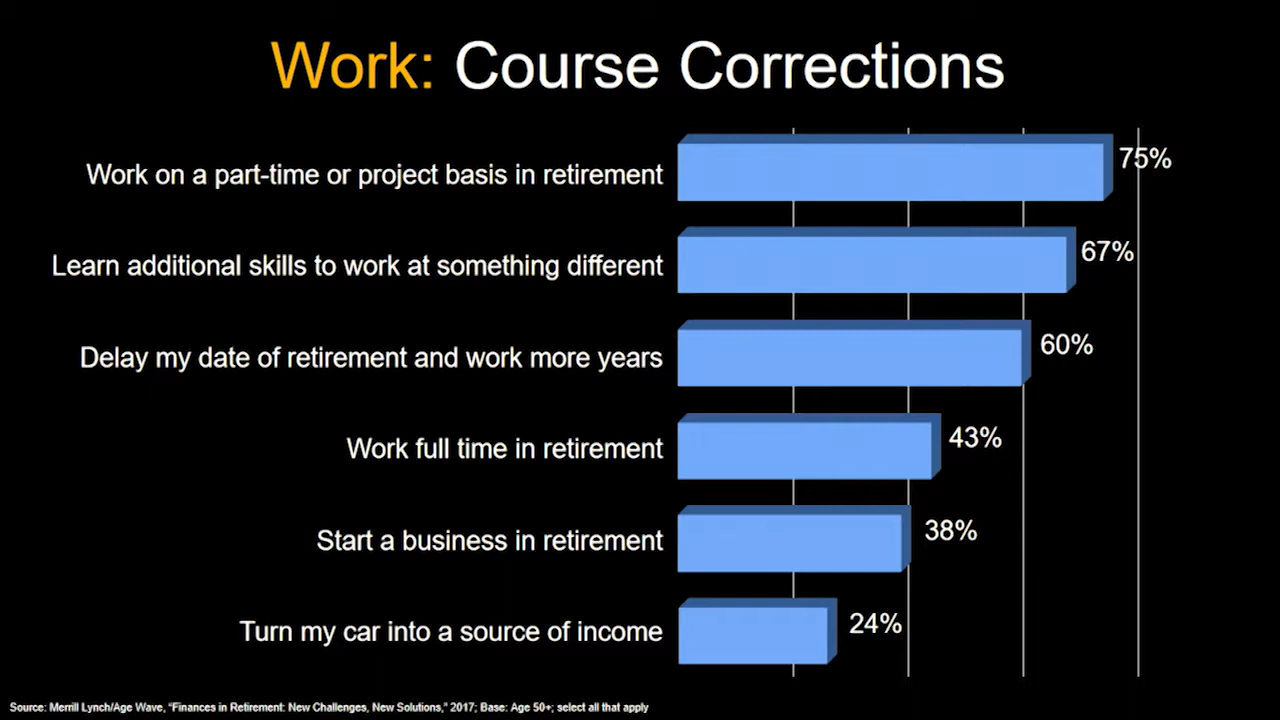 Work: Course Corrections
Work on a part-time or project basis in retirement 75%
Learn additional skills to work at something different 67%
Delay my date of retirement and work more years 60%
Work full time in retirement 43%
Start a business in retirement 38%
Turn my car into a source of income 24%
Source: Merrill Lynch/Age Wave, “Finances in Retirement: New Challenges, New Solutions,” 2017; Base: Age 50+; select all that apply